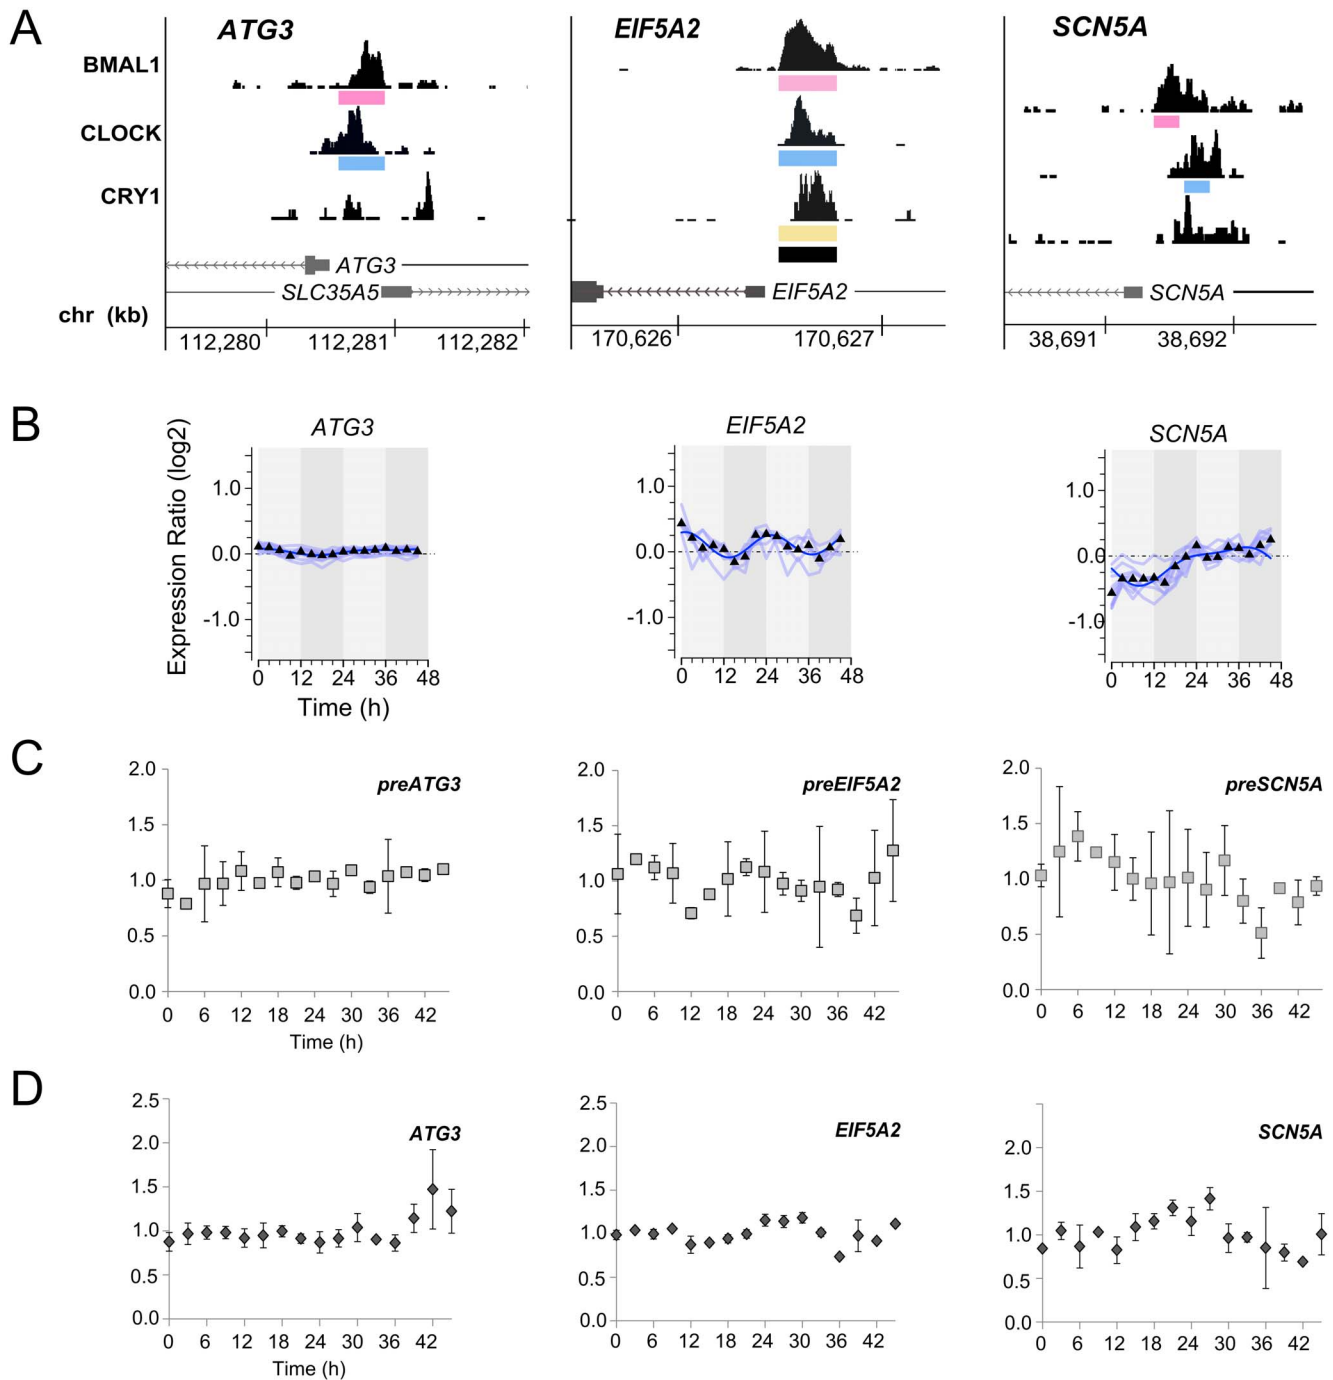 A
ATG3
EIF5A2
SCN5A
BMAL1
CLOCK
CRY1
ATG3
SLC35A5
EIF5A2
SCN5A
chr (kb)
112,280 112,281 112,282
170,626 170,627
38,691 38,692
B
ATG3
EIF5A2
SCN5A
Expression Ratio (log2)
1.0
0.0
-1.0
0 12 24 36 48
Time (h)
1.0
0.0
-1.0
0 12 24 36 48
1.0
0.0
-1.0
0 12 24 36 48
C
preATG3
2.0
1.5
1.0
0.5
0.0
0 6 12 18 24 30 36 42
Time (h)
preEIF5A2
2.0
1.5
1.0
0.5
0.0
0 6 12 18 24 30 36 42
preSCN5A
2.0
1.5
1.0
0.5
0.0
0 6 12 18 24 30 36 42
D
ATG3
2.5
2.0
1.5
1.0
0.5
0.0
0 6 12 18 24 30 36 42
Time (h)
EIF5A2
2.5
2.0
1.5
1.0
0.5
0.0
0 6 12 18 24 30 36 42
SCN5A
2.0
1.5
1.0
0.5
0.0
0 6 12 18 24 30 36 42